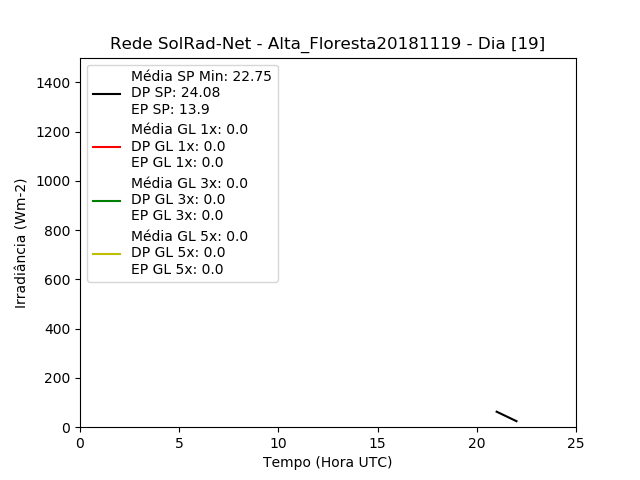 Rede SolRad-Net - Alta_Floresta20181119 - Dia [19]
Média SP Min: 22.75
DP SP: 24.08
EP SP: 13.9
Média GL 1x: 0.0
DP GL 1x: 0.0
EP GL 1x: 0.0
Média GL 3x: 0.0
DP GL 3x: 0.0
EP GL 3x: 0.0
Média GL 5x: 0.0
DP GL 5x: 0.0
EP GL 5x: 0.0
Irradiância (Wm-2)
1400
1200
1000
800
600
400
200
0
0 5 10 15 20 25
Tempo (Hora UTC)